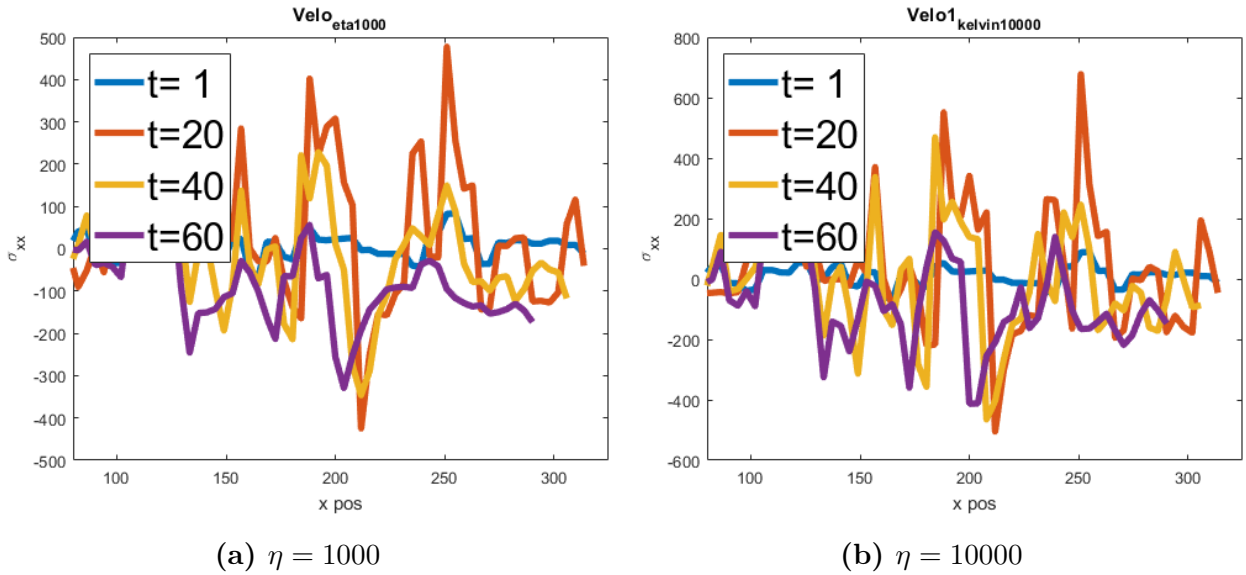 Velo_eta1000
500
400
300
200
100
0
-100
-200
-300
-400
-500
σ_xx
t= 1
t=20
t=40
t=60
100 150 200 250 300
x pos
(a) η = 1000
Velo1_kelvin10000
800
600
400
200
0
-200
-400
-600
σ_xx
t= 1
t=20
t=40
t=60
100 150 200 250 300
x pos
(b) η = 10000